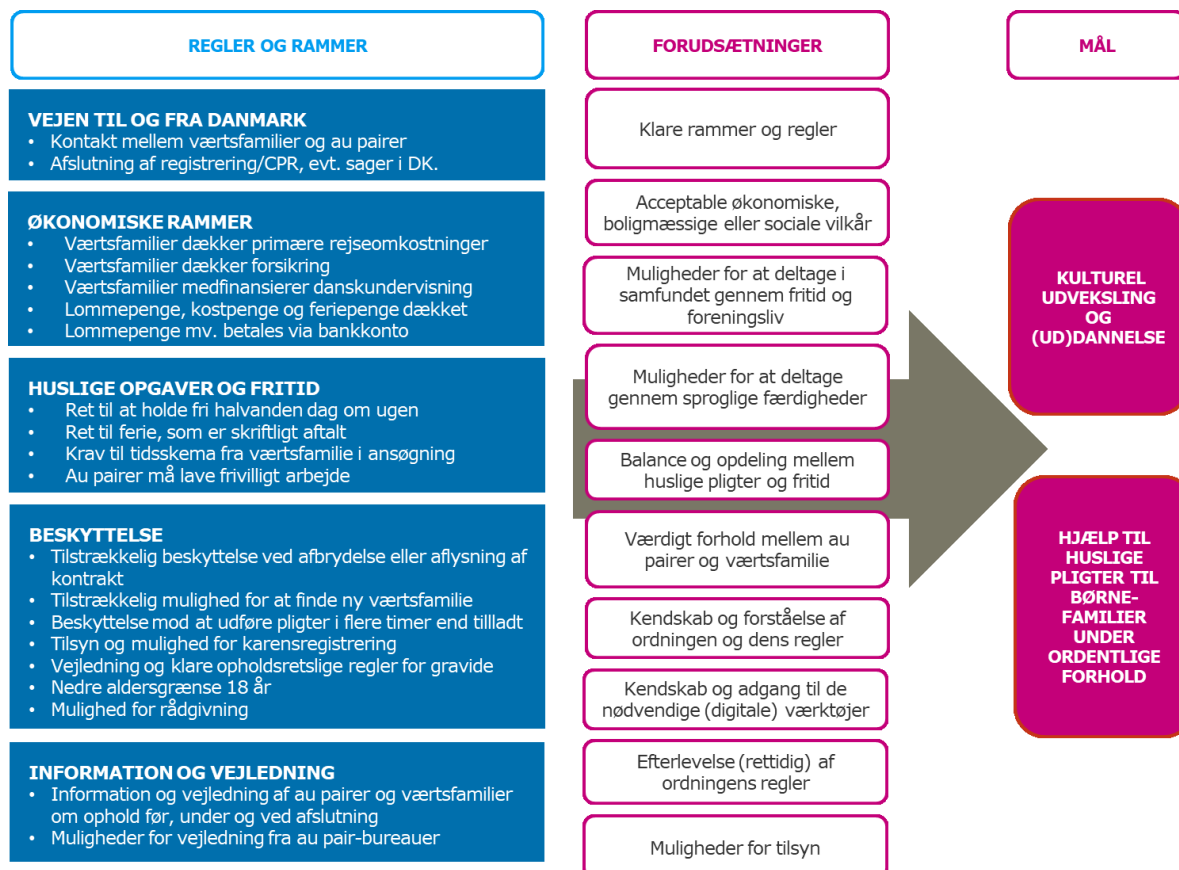 REGLER OG RAMMER
VEJEN TIL OG FRA DANMARK
• Kontakt mellem værtsfamilier og au pairer
• Afslutning af registrering/CPR, evt. sager i DK.
ØKONOMISKE RAMMER
• Værtsfamilier dækker primære rejseomkostninger
• Værtsfamilier dækker forsikring
• Værtsfamilier medfinansierer danskundervisning
• Lommepenge, kostpenge og feriepenge dækket
• Lommepenge mv. betales via bankkonto
HUSLIGE OPGAVER OG FRITID
• Ret til at holde fri halvanden dag om ugen
• Ret til ferie, som er skriftligt aftalt
• Krav til tidsskema fra værtsfamilie i ansøgning
• Au pairer må lave frivilligt arbejde
BESKYTTELSE
• Tilstrækkelig beskyttelse ved afbrydelse eller aflysning af
kontrakt
• Tilstrækkelig mulighed for at finde ny værtsfamilie
• Beskyttelse mod at udføre pligter i flere timer end tillladt
• Tilsyn og mulighed for karensregistrering
• Vejledning og klare opholdsretslige regler for gravide
• Nedre aldersgrænse 18 år
• Mulighed for rådgivning
INFORMATION OG VEJLEDNING
• Information og vejledning af au pairer og værtsfamilier
om ophold før, under og ved afslutning
• Muligheder for vejledning fra au pair-bureauer
FORUDSÆTNINGER
Klare rammer og regler
Acceptable økonomiske,
boligmæssige eller sociale vilkår
Muligheder for at deltage i
samfundet gennem fritid og
foreningsliv
Muligheder for at deltage
gennem sproglige færdigheder
Balance og opdeling mellem
huslige pligter og fritid
Værdigt forhold mellem au
pairer og værtsfamilie
Kendskab og forståelse af
ordningen og dens regler
Kendskab og adgang til de
nødvendige (digitale) værktøjer
Efterlevelse (rettidig) af
ordningens regler
Muligheder for tilsyn
MÅL
KULTUREL
UDVEKSLING
OG
(UD)DANNELSE
HJÆLP TIL
HUSLIGE
PLIGTER TIL
BØRNE-
FAMILIER
UNDER
ORDENTLIGE
FORHOLD